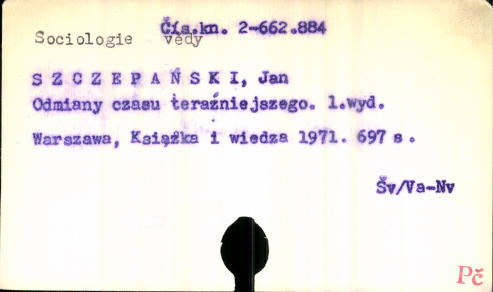 Čís.kn. 2-662.884
Sociologie vědy
SZCZEPAŃSKI, Jan
Odmiany czasu teraźniejszego. 1.wyd.
Warszawa, Książka i wiedza 1971. 697 s.
Šv/Va-Nv
Pč